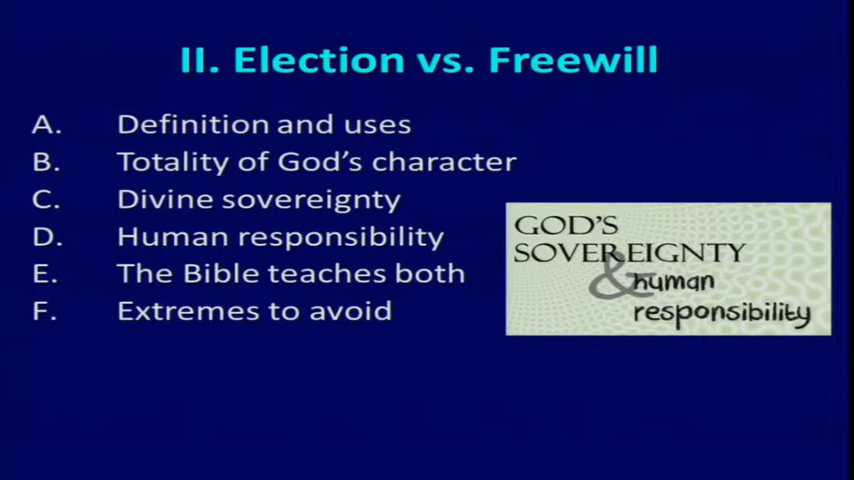 II. Election vs. Freewill
A. Definition and uses
B. Totality of God's character
C. Divine sovereignty
D. Human responsibility
E. The Bible teaches both
F. Extremes to avoid
GOD'S
SOVEREIGNTY
& human
responsibility